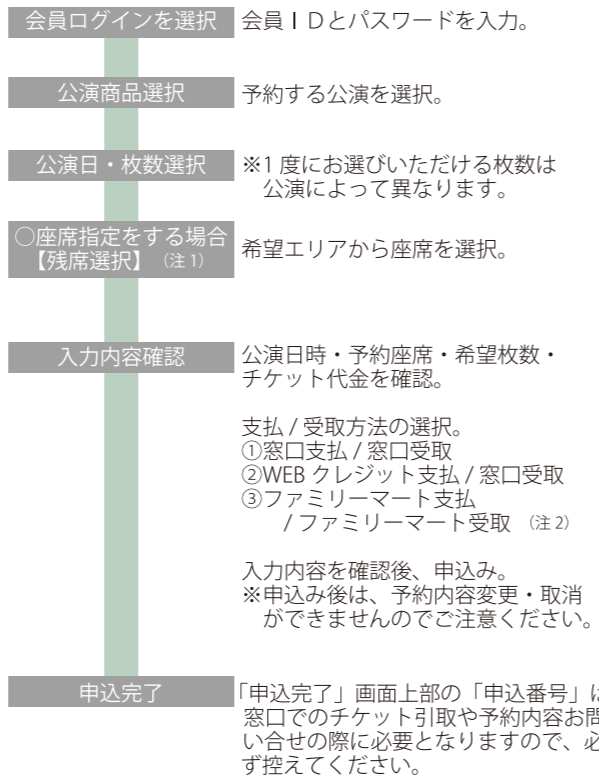 会員ログインを選択 会員ＩＤとパスワードを入力。
公演商品選択 予約する公演を選択。
公演日・枚数選択 ※1 度にお選びいただける枚数は
公演によって異なります。
○座席指定をする場合
【残席選択】（注 1）
希望エリアから座席を選択。
入力内容確認 公演日時・予約座席・希望枚数・
チケット代金を確認。
支払 / 受取方法の選択。
①窓口支払 / 窓口受取
②WEB クレジット支払 / 窓口受取
③ファミリーマート支払
/ ファミリーマート受取 （注 2）
入力内容を確認後、申込み。
※申込み後は、予約内容変更・取消
ができませんのでご注意ください。
申込完了 「申込完了」画面上部の「申込番号」は
窓口でのチケット引取や予約内容お問
い合せの際に必要となりますので、必
ず控えてください。